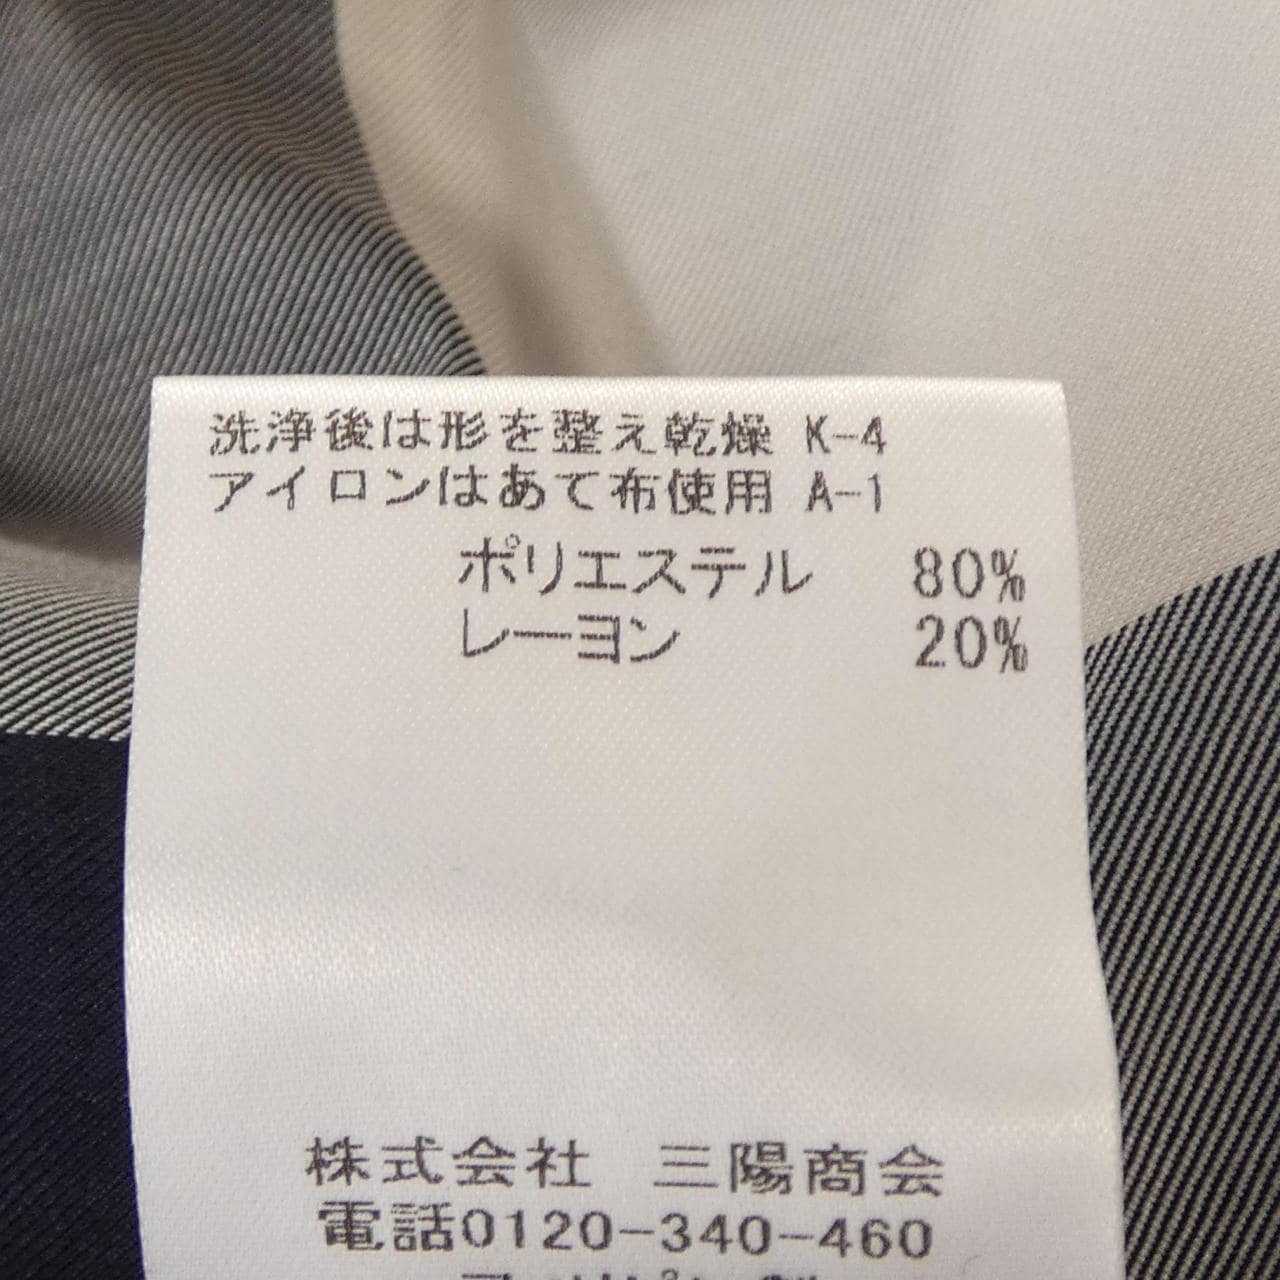 洗浄後は形を整え乾燥 K-4
アイロンはあて布使用 A-1
ポリエステル 80%
レーヨン 20%
株式会社 三陽商会
電話0120-340-460